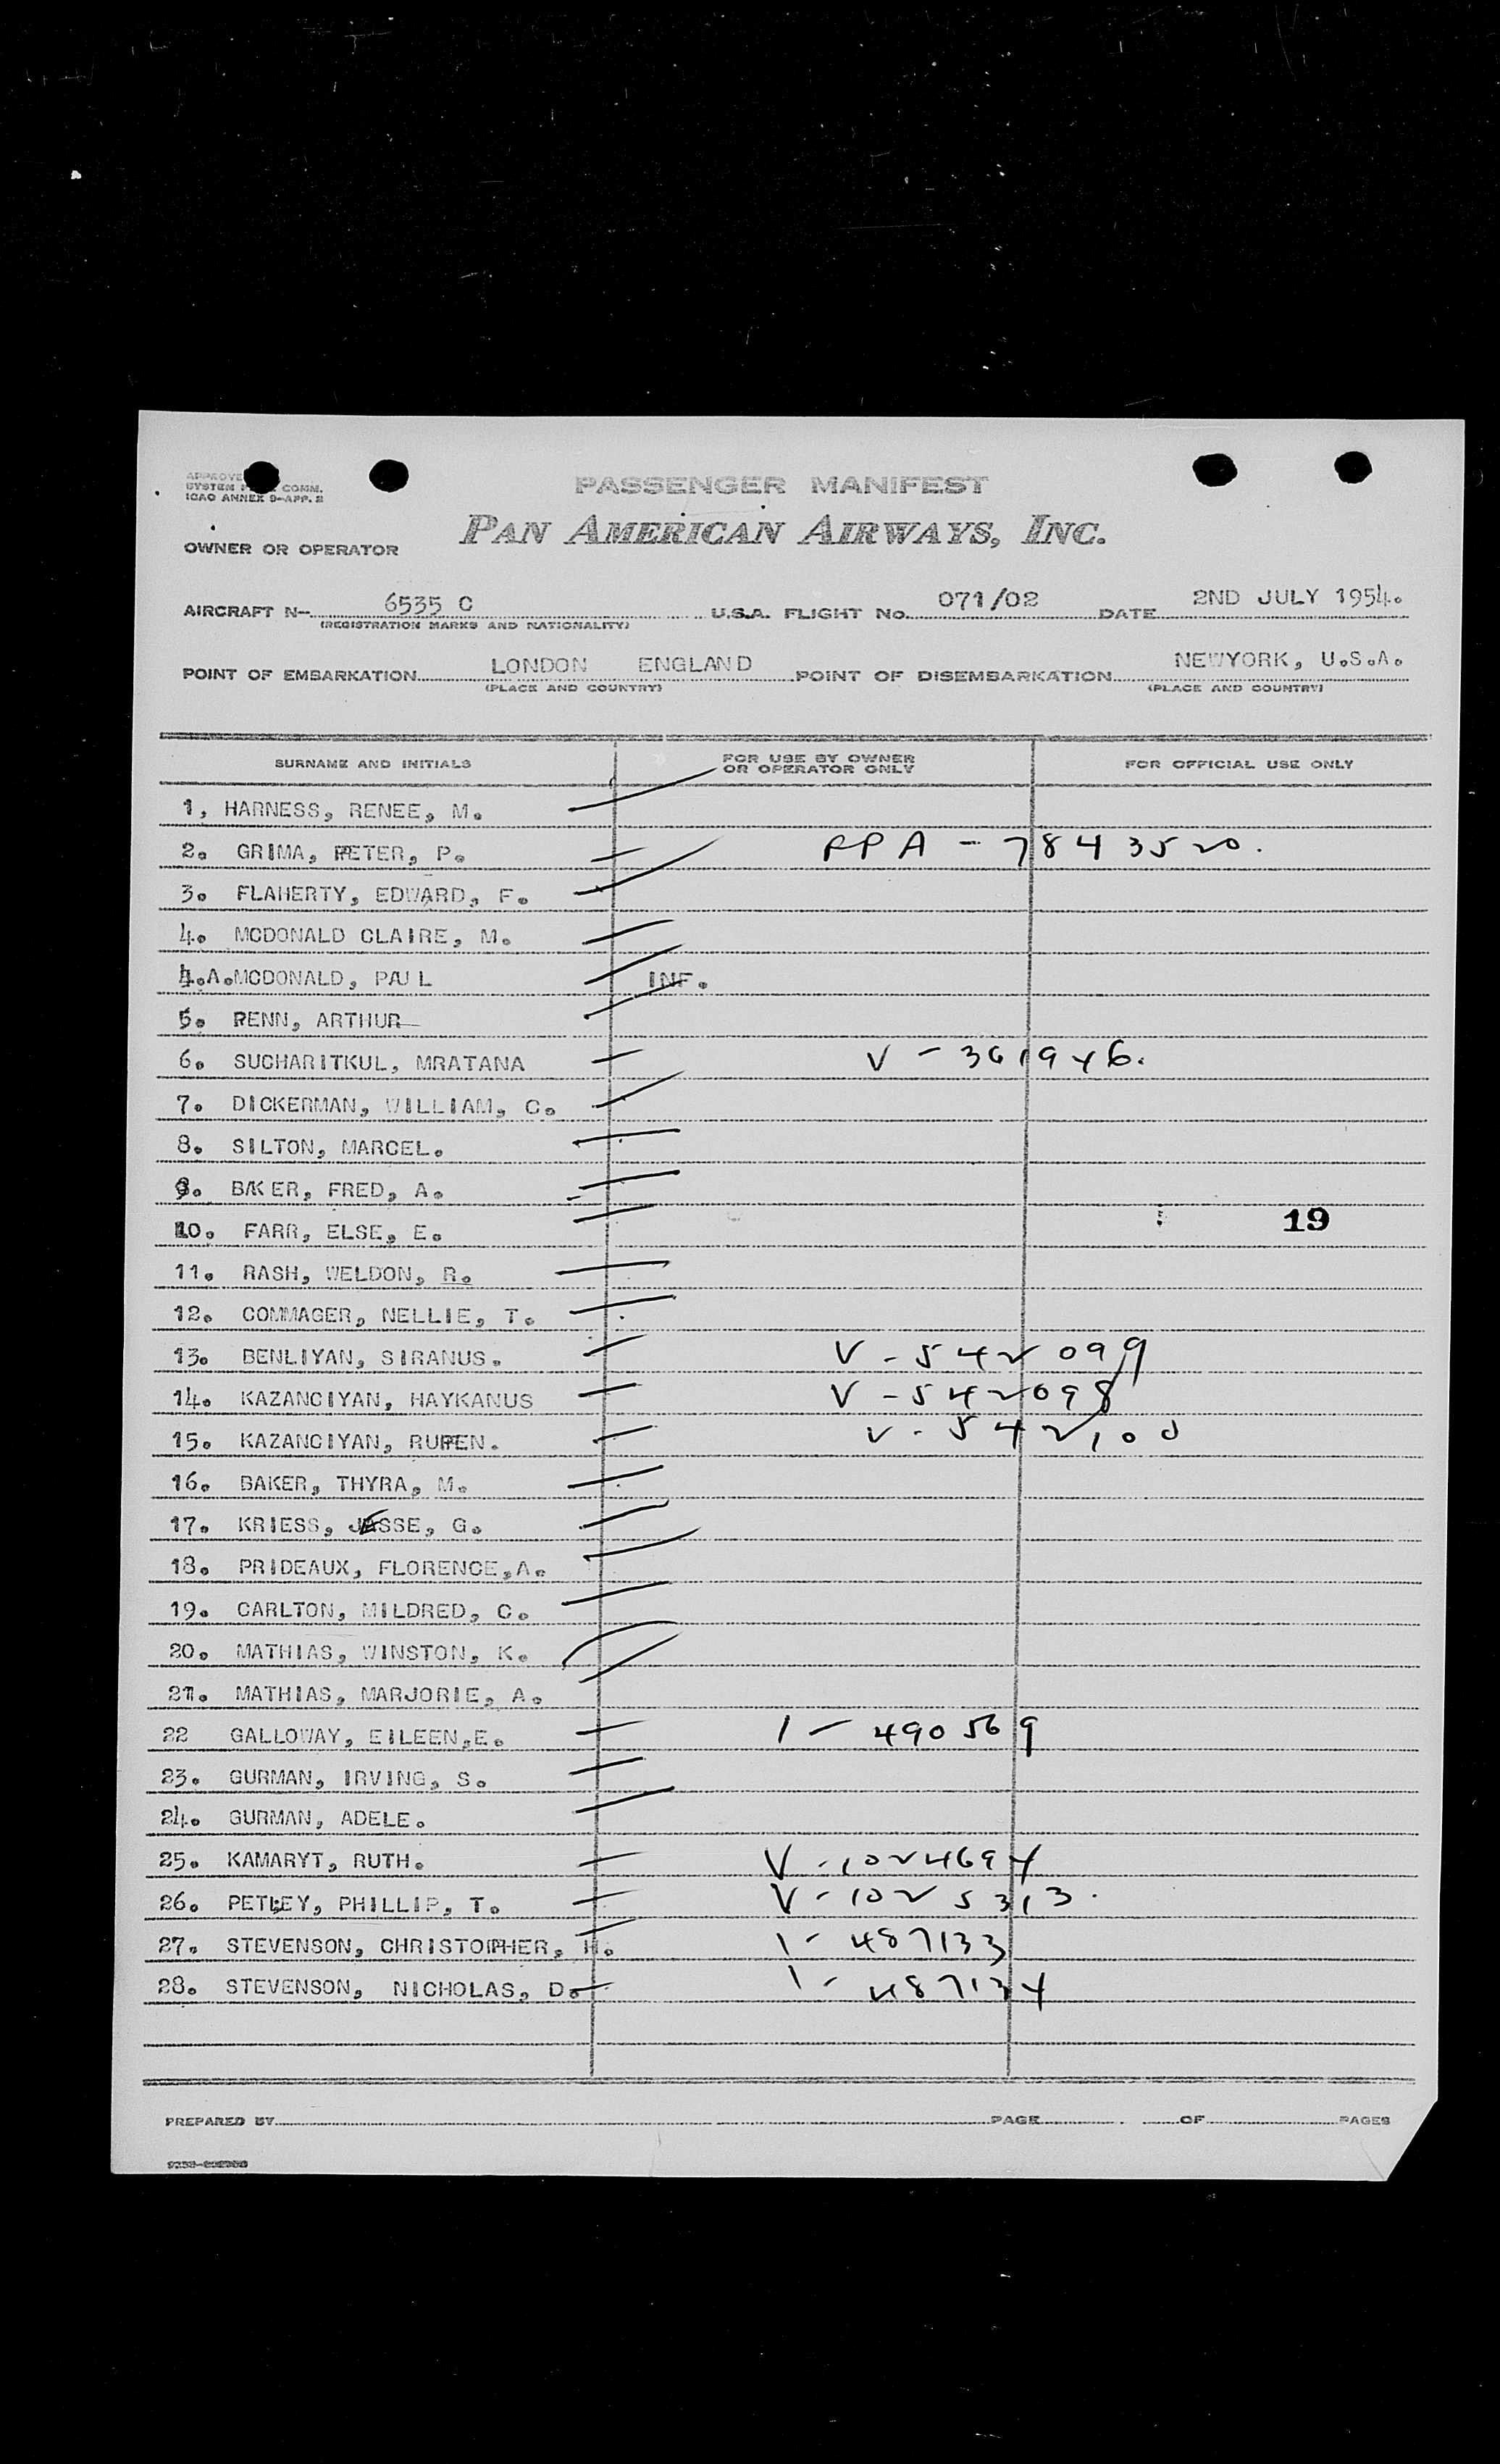 PASSENGER MANIFEST
ICAO ANNEX 9-APP. 2
PAN AMERICAN AIRWAYS, INC.
OWNER OR OPERATOR
AIRCRAFT N- 6535 C U.S.A. FLIGHT No. 071/02 DATE 2ND JULY 1954.
(REGISTRATION MARKS AND NATIONALITY)
POINT OF EMBARKATION LONDON ENGLAND POINT OF DISEMBARKATION NEWYORK, U.S.A.
(PLACE AND COUNTRY) (PLACE AND COUNTRY)
SURNAME AND INITIALS FOR USE BY OWNER OR OPERATOR ONLY FOR OFFICIAL USE ONLY
1, HARNESS, RENEE, M.
2. GRIMA, PETER, P. PPA - 7843520.
3. FLAHERTY, EDWARD, F.
4. MCDONALD CLAIRE, M.
4.A.MCDONALD, PAUL INF.
5. RENN, ARTHUR
6. SUCHARITKUL, MRATANA V - 361946.
7. DICKERMAN, WILLIAM, C.
8. SILTON, MARCEL.
9. BAKER, FRED, A.
10. FARR, ELSE, E. 19
11. RASH, WELDON, R.
12. COMMAGER, NELLIE, T.
13. BENLIYAN, SIRANUS. V - 542099
14. KAZANCIYAN, HAYKANUS V - 542098
15. KAZANCIYAN, RUPEN. V - 542100
16. BAKER, THYRA, M.
17. KRIESS, JESSE, G.
18. PRIDEAUX, FLORENCE,A.
19. CARLTON, MILDRED, C.
20. MATHIAS, WINSTON, K.
21. MATHIAS, MARJORIE, A.
22 GALLOWAY, EILEEN,E. 1 - 490569
23. GURMAN, IRVING, S.
24. GURMAN, ADELE.
25. KAMARYT, RUTH. V - 1024694
26. PETLEY, PHILLIP, T. V - 1025313.
27. STEVENSON, CHRISTOPHER, H. 1 - 487133
28. STEVENSON, NICHOLAS, D. 1 - 487134
PREPARED BY PAGE OF PAGES